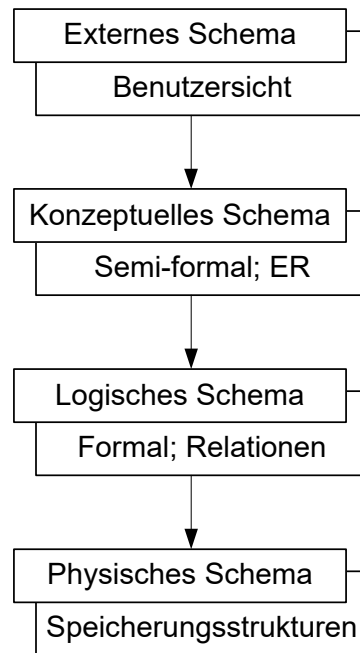 Externes Schema
Benutzersicht
Konzeptuelles Schema
Semi-formal; ER
Logisches Schema
Formal; Relationen
Physisches Schema
Speicherungsstrukturen